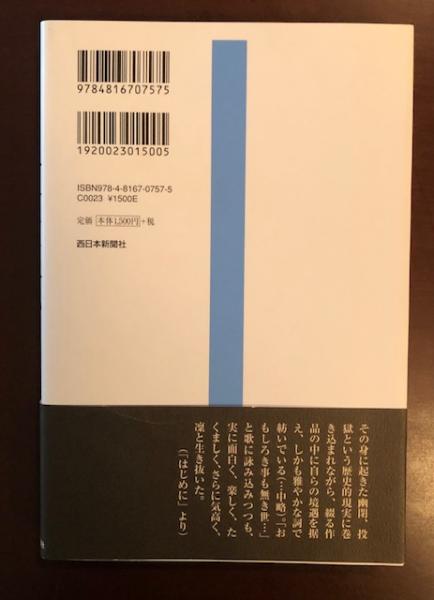 9784816707575
1920023015005
ISBN978-4-8167-0757-5
C0023 ¥1500E
定価 本体1,500円+税
西日本新聞社
その身に起きた幽閉、投
獄という歴史的現実に巻
き込まれながら、綴る作
品の中に自らの境遇を据
え、しかも雅やかな詞で
紡いでいる(…中略)。「お
もしろき事も無き世…」
と歌に詠み込みつつも、
実に面白く、楽しく、た
くましく、さらに気高く、
凛と生き抜いた。
(「はじめに」より)